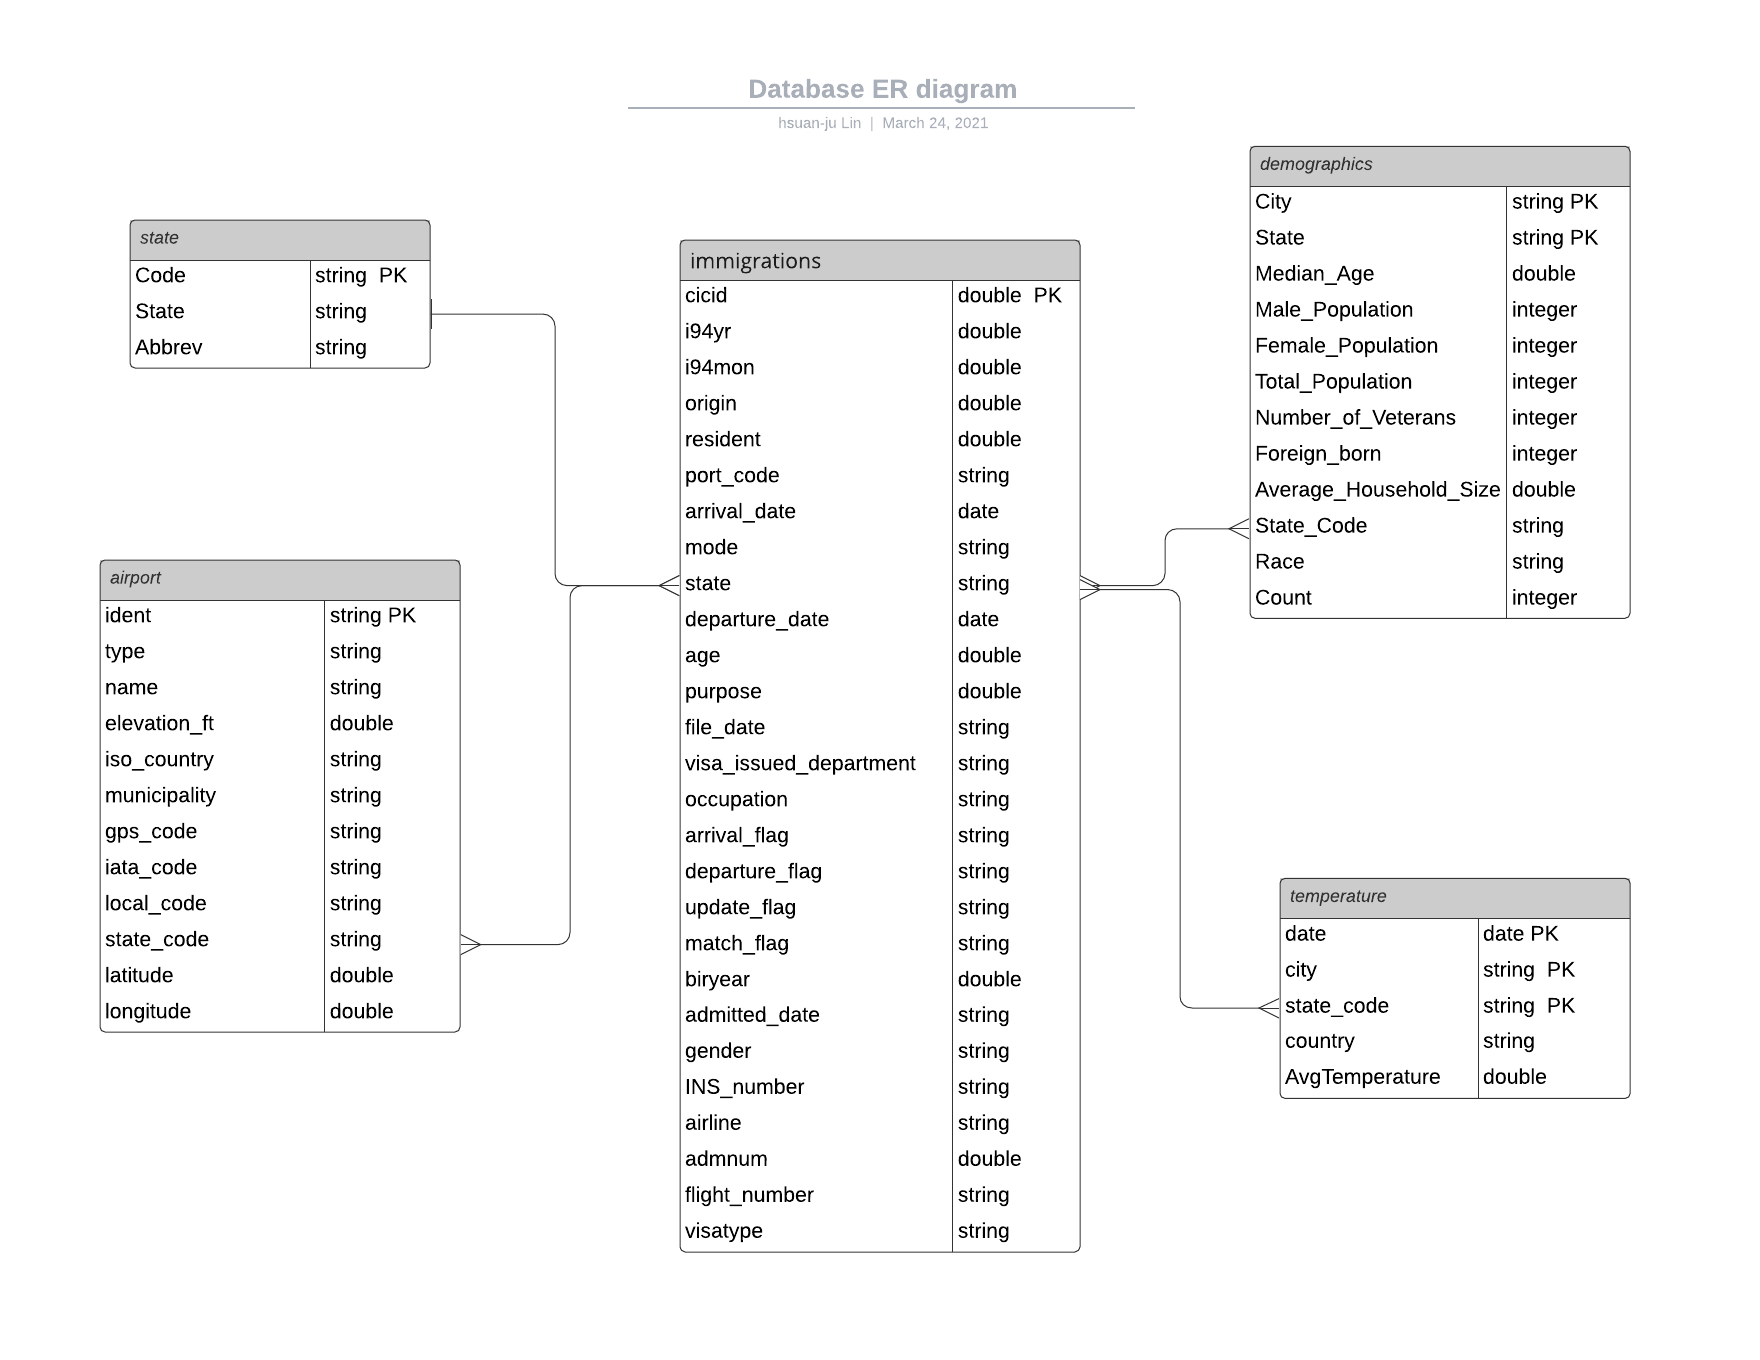 Database ER diagram
hsuan-ju Lin | March 24, 2021
state
Code string PK
State string
Abbrev string
airport
ident string PK
type string
name string
elevation_ft double
iso_country string
municipality string
gps_code string
iata_code string
local_code string
state_code string
latitude double
longitude double
immigrations
cicid double PK
i94yr double
i94mon double
origin double
resident double
port_code string
arrival_date date
mode string
state string
departure_date date
age double
purpose double
file_date string
visa_issued_department string
occupation string
arrival_flag string
departure_flag string
update_flag string
match_flag string
biryear double
admitted_date string
gender string
INS_number string
airline string
admnum double
flight_number string
visatype string
demographics
City string PK
State string PK
Median_Age double
Male_Population integer
Female_Population integer
Total_Population integer
Number_of_Veterans integer
Foreign_born integer
Average_Household_Size double
State_Code string
Race string
Count integer
temperature
date date PK
city string PK
state_code string PK
country string
AvgTemperature double